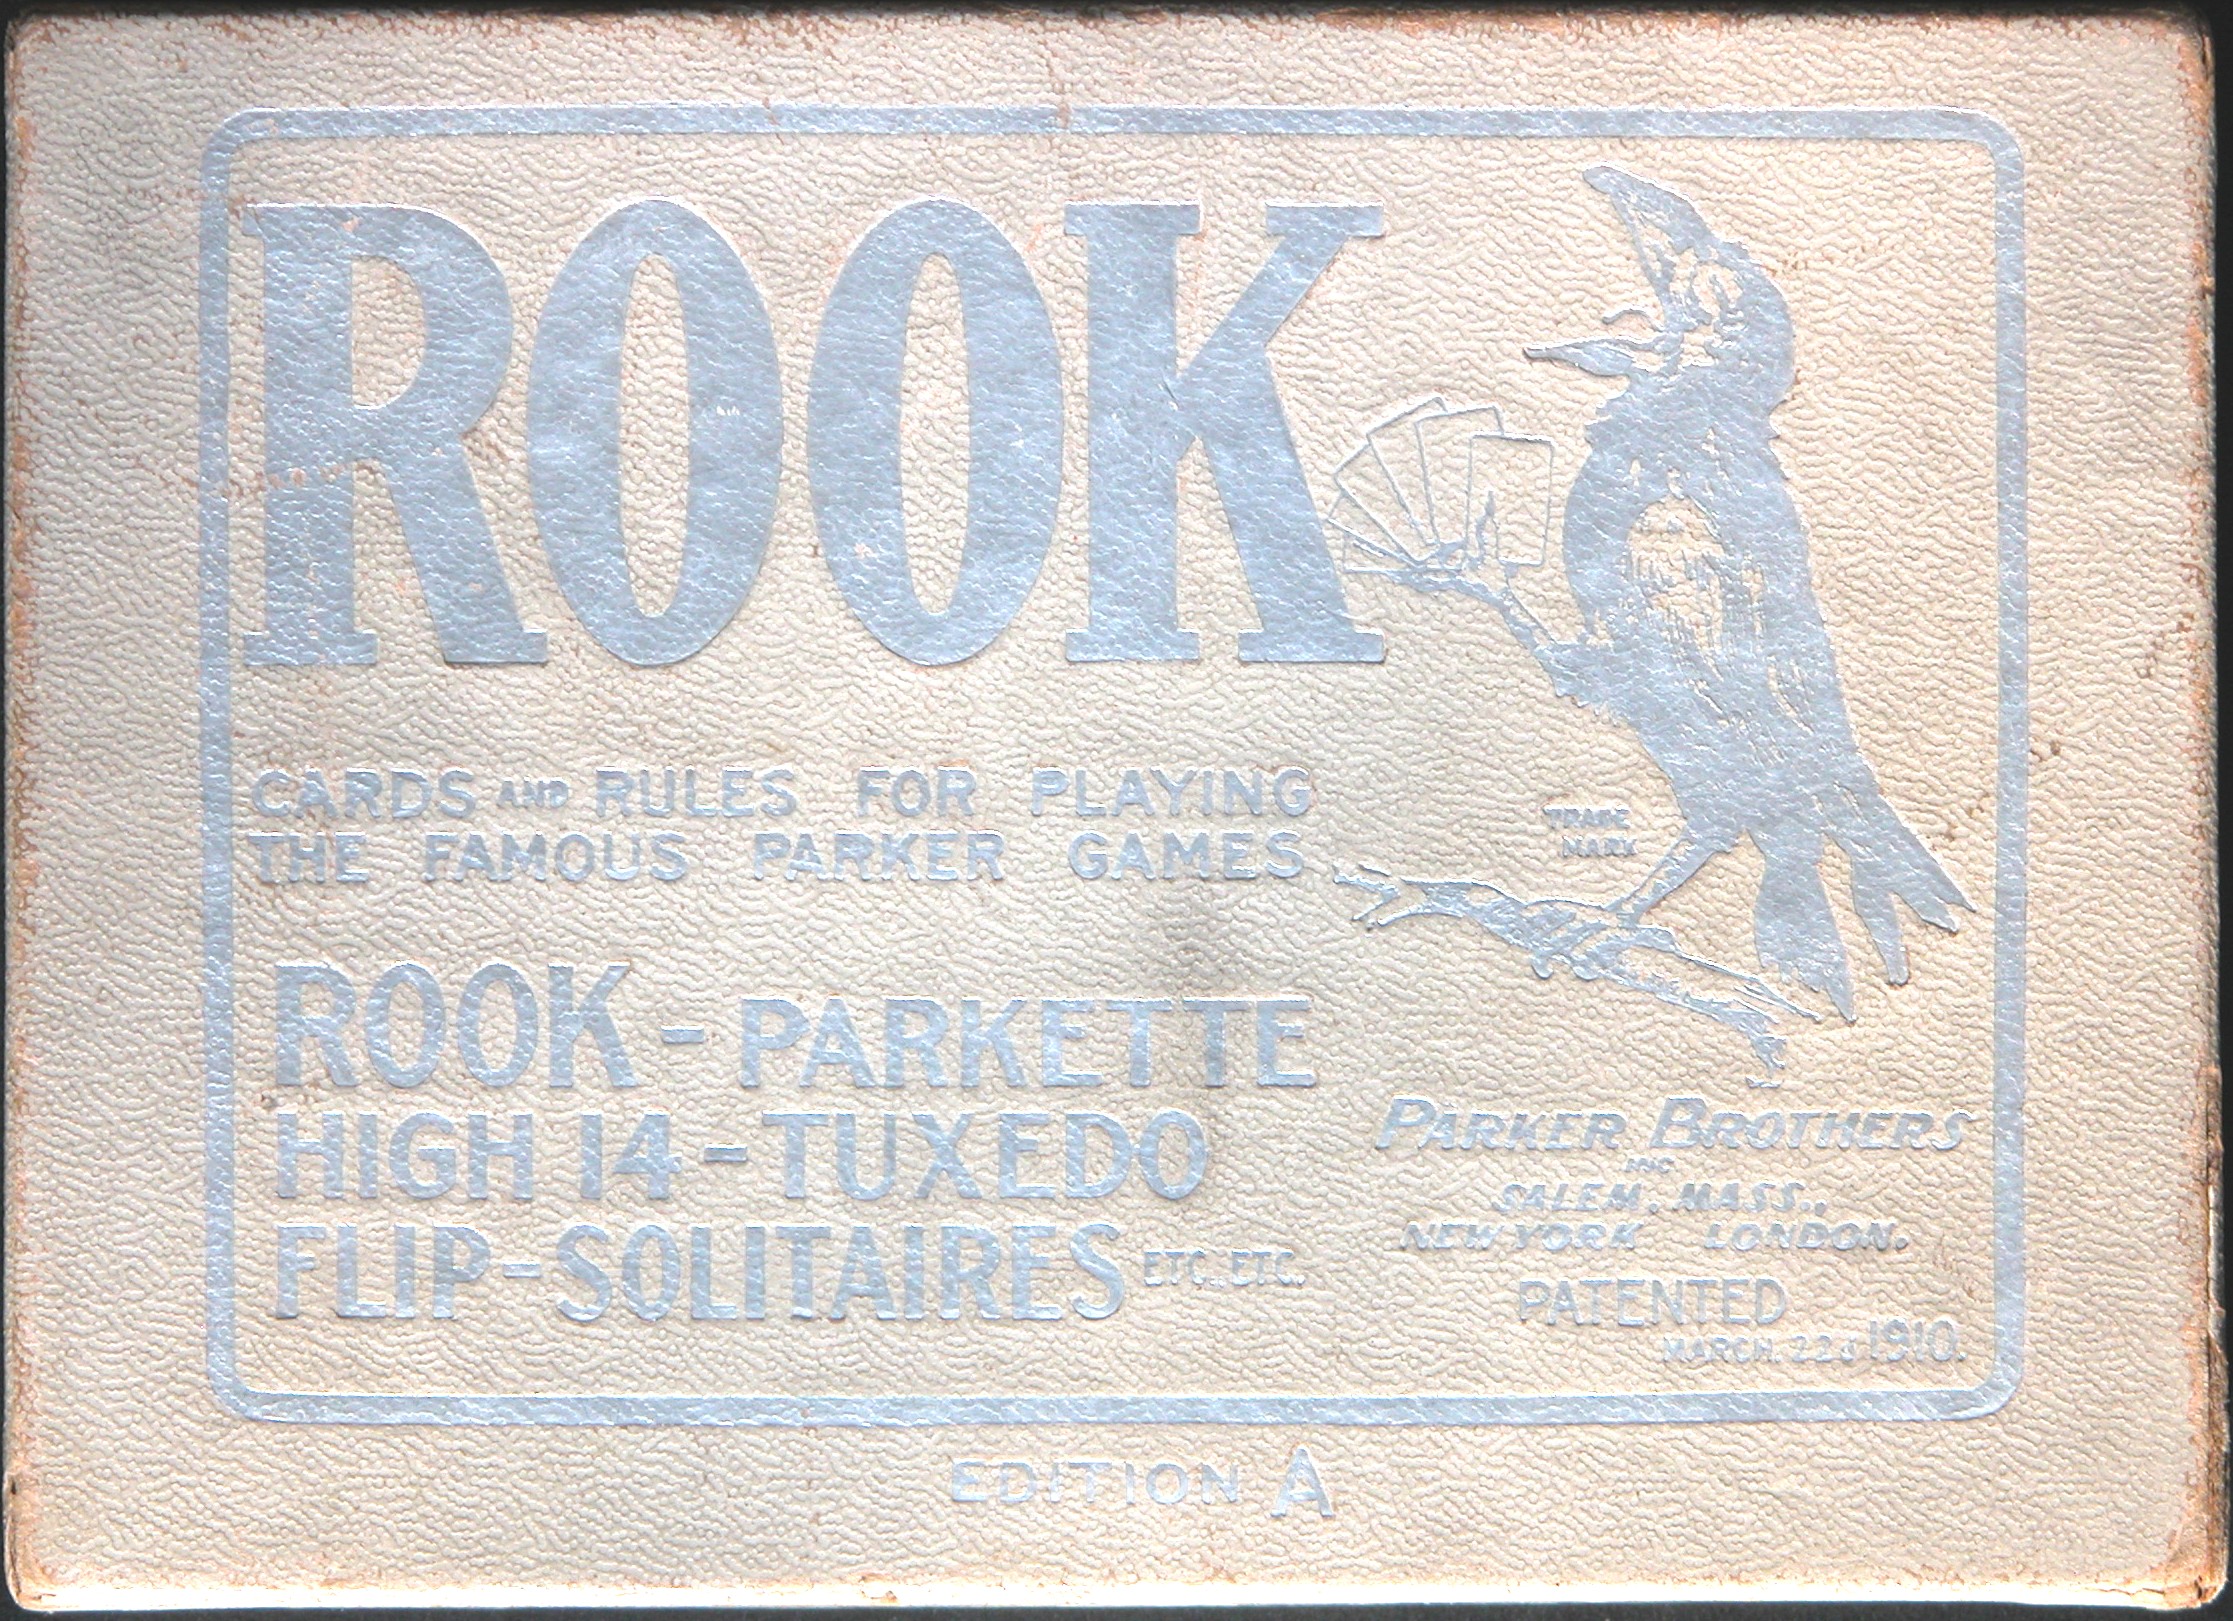 ROOK
CARDS AND RULES FOR PLAYING
THE FAMOUS PARKER GAMES
ROOK - PARKETTE
HIGH 14 - TUXEDO
FLIP - SOLITAIRES ETC., ETC.
TRADE
MARK
PARKER BROTHERS
INC.
SALEM, MASS.,
NEW YORK LONDON.
PATENTED
MARCH. 22d 1910.
EDITION A